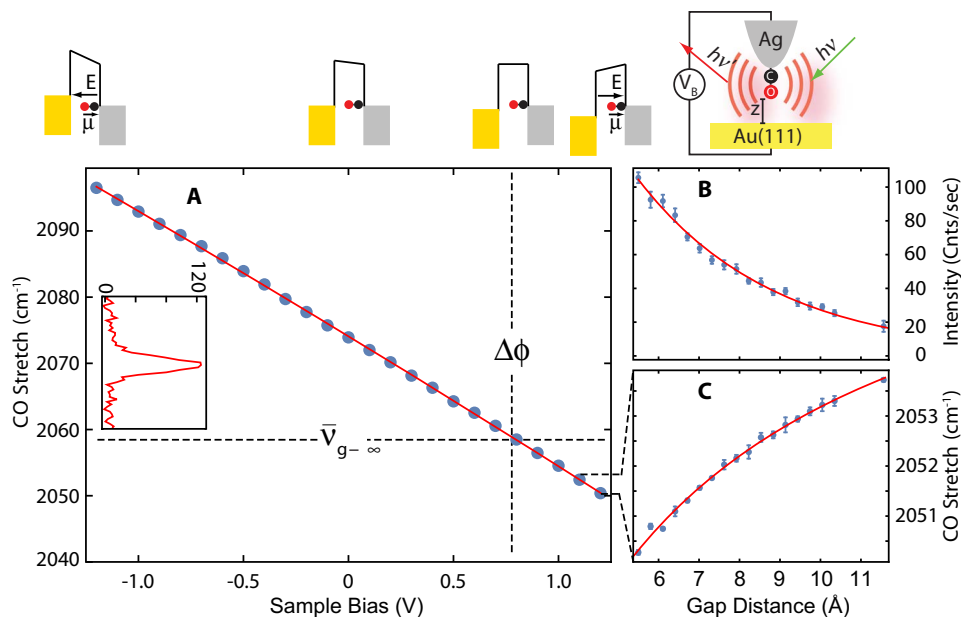 E
μ
E
μ
Ag
hν'
hν
C
O
V_B
z
Au(111)
A
2090
2080
2070
2060
2050
2040
CO Stretch (cm⁻¹)
0
120
Δϕ
ν̄_g−∞
-1.0
-0.5
0
0.5
1.0
Sample Bias (V)
B
100
80
60
40
20
0
Intensity (Cnts/sec)
C
2053
2052
2051
CO Stretch (cm⁻¹)
6
7
8
9
10
11
Gap Distance (Å)